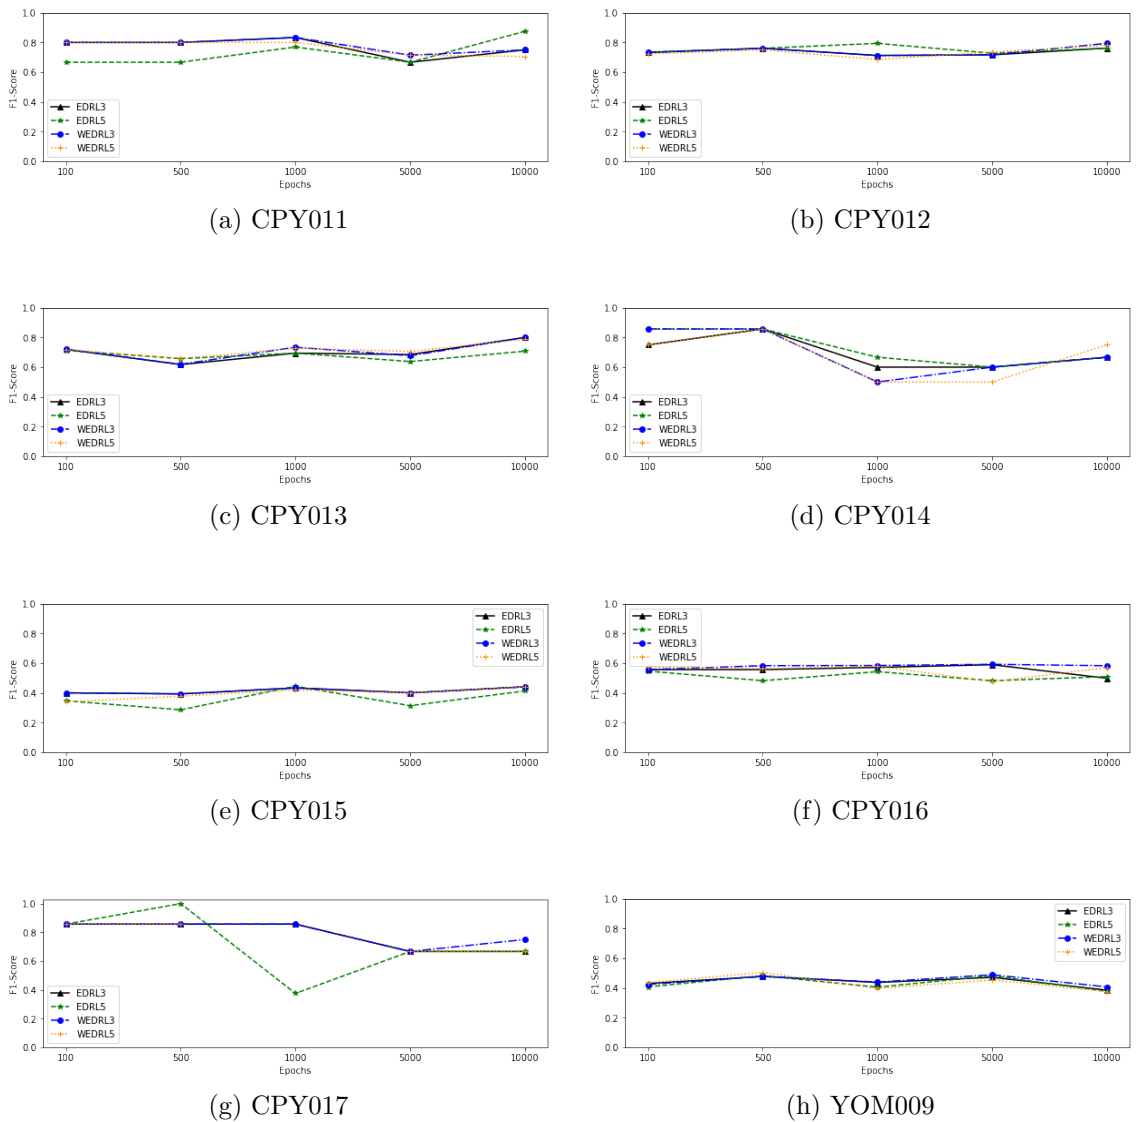 1.0
0.8
0.6
0.4
0.2
0.0
F1-Score
EDRL3
EDRL5
WEDRL3
WEDRL5
100 500 1000 5000 10000
Epochs
(a) CPY011
1.0
0.8
0.6
0.4
0.2
0.0
F1-Score
EDRL3
EDRL5
WEDRL3
WEDRL5
100 500 1000 5000 10000
Epochs
(b) CPY012
1.0
0.8
0.6
0.4
0.2
0.0
F1-Score
EDRL3
EDRL5
WEDRL3
WEDRL5
100 500 1000 5000 10000
Epochs
(c) CPY013
1.0
0.8
0.6
0.4
0.2
0.0
F1-Score
EDRL3
EDRL5
WEDRL3
WEDRL5
100 500 1000 5000 10000
Epochs
(d) CPY014
1.0
0.8
0.6
0.4
0.2
0.0
F1-Score
EDRL3
EDRL5
WEDRL3
WEDRL5
100 500 1000 5000 10000
Epochs
(e) CPY015
1.0
0.8
0.6
0.4
0.2
0.0
F1-Score
EDRL3
EDRL5
WEDRL3
WEDRL5
100 500 1000 5000 10000
Epochs
(f) CPY016
1.0
0.8
0.6
0.4
0.2
0.0
F1-Score
EDRL3
EDRL5
WEDRL3
WEDRL5
100 500 1000 5000 10000
Epochs
(g) CPY017
1.0
0.8
0.6
0.4
0.2
0.0
F1-Score
EDRL3
EDRL5
WEDRL3
WEDRL5
100 500 1000 5000 10000
Epochs
(h) YOM009